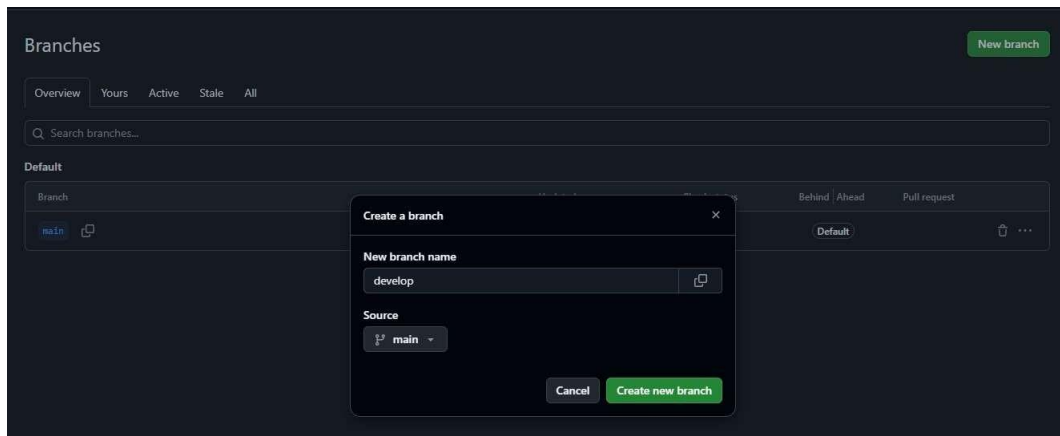 Branches
New branch
Overview Yours Active Stale All
Search branches...
Default
Branch Behind Ahead Pull request
main Default
Create a branch
New branch name
develop
Source
main
Cancel Create new branch